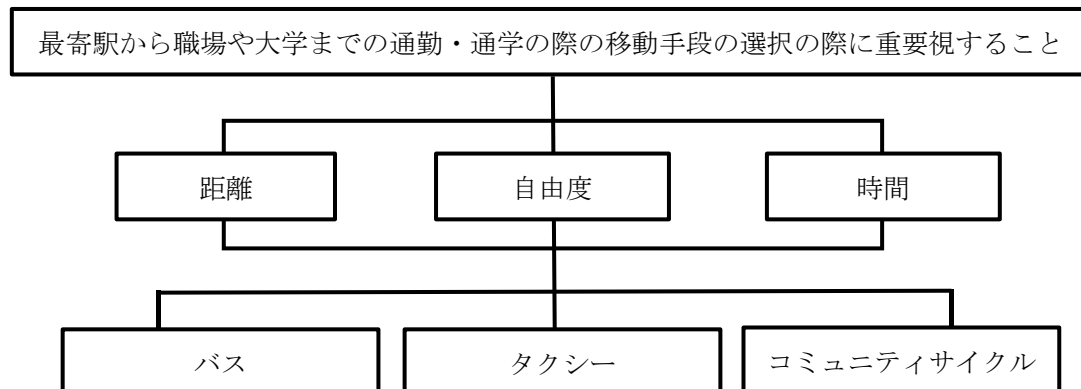 最寄駅から職場や大学までの通勤・通学の際の移動手段の選択の際に重要視すること
距離
自由度
時間
バス
タクシー
コミュニティサイクル